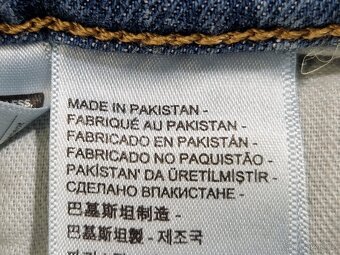 MADE IN PAKISTAN -
FABRIQUÉ AU PAKISTAN -
FABRICADO EN PAKISTÁN -
FABRICADO NO PAQUISTÃO -
PAKİSTAN' DA ÜRETİLMİŞTİR -
СДЕЛАНО ВПАКИСТАНЕ -
巴基斯坦制造 -
巴基斯坦製 - 제조국